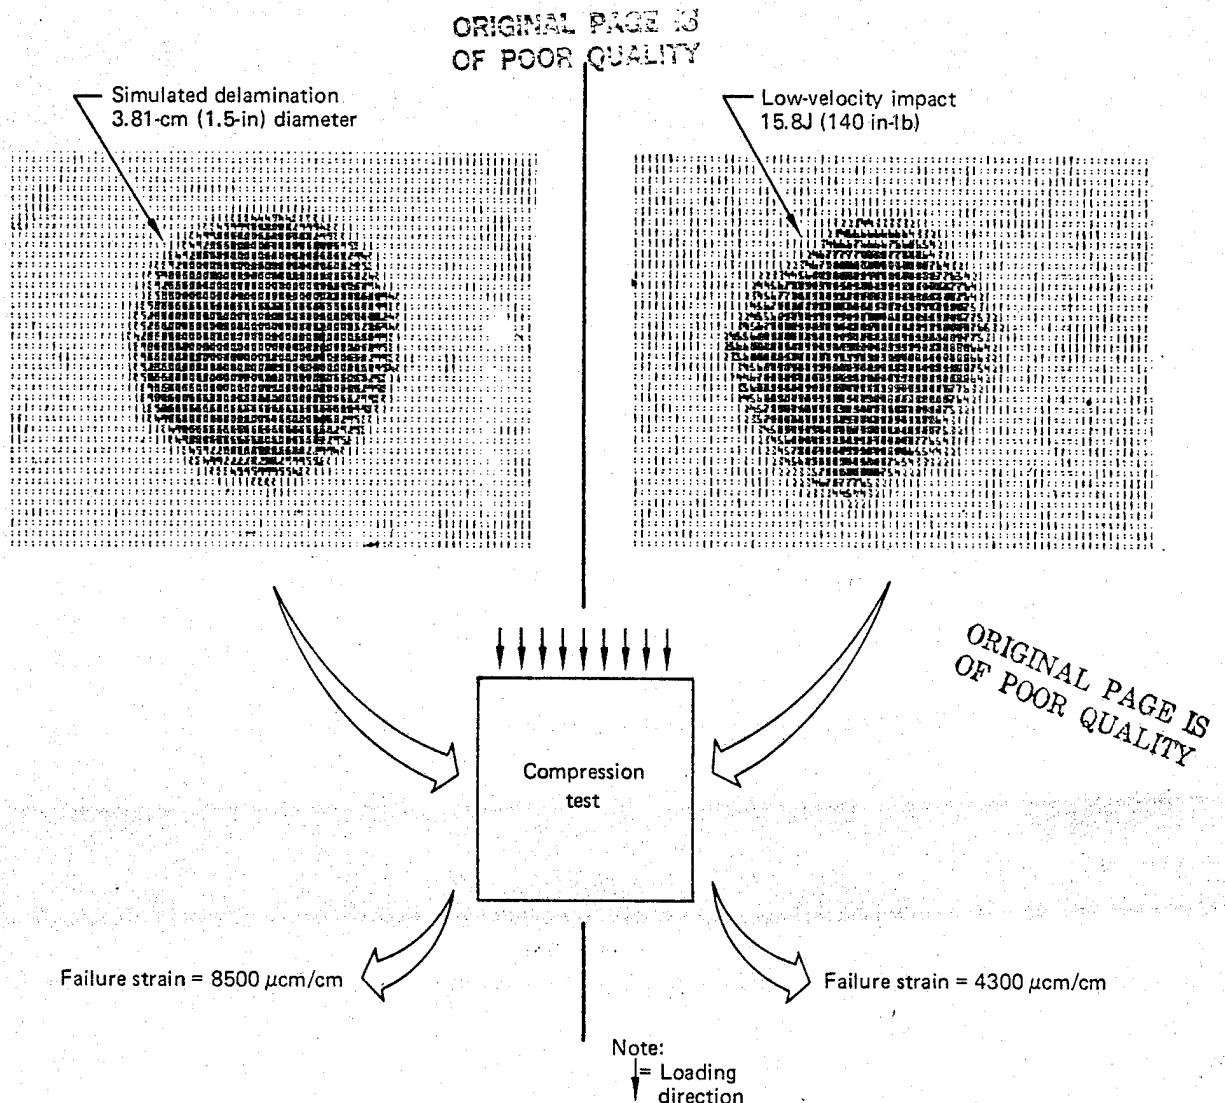 ORIGINAL PAGE IS
OF POOR QUALITY
Simulated delamination
3.81-cm (1.5-in) diameter
Low-velocity impact
15.8J (140 in-lb)
ORIGINAL PAGE IS
OF POOR QUALITY
Compression
test
Failure strain = 8500 μcm/cm
Failure strain = 4300 μcm/cm
Note:
= Loading
direction